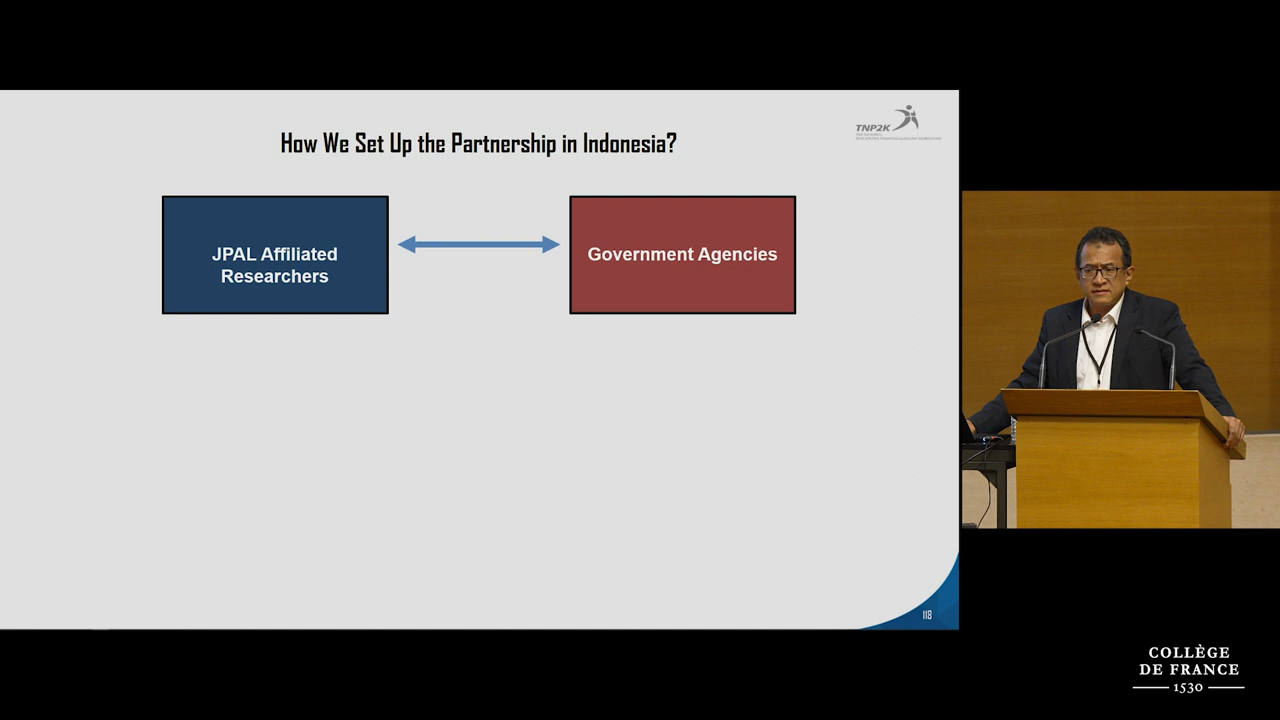 How We Set Up the Partnership in Indonesia?
TNP2K
JPAL Affiliated
Researchers
Government Agencies
118
COLLÈGE
DE FRANCE
1530